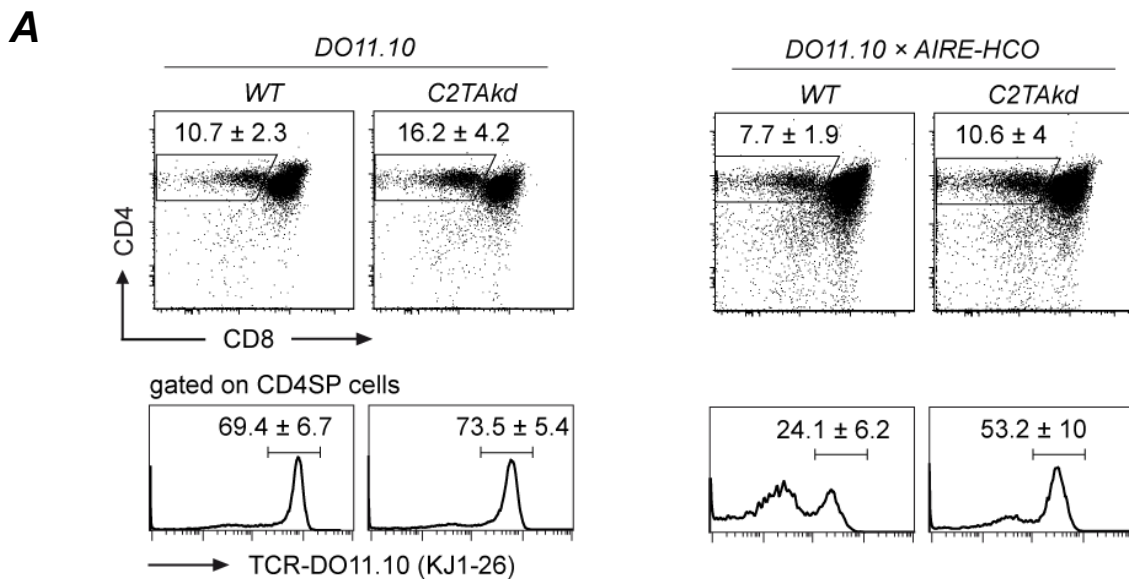 A
DO11.10
DO11.10 × AIRE-HCO
WT
C2TAkd
WT
C2TAkd
10.7 ± 2.3
16.2 ± 4.2
7.7 ± 1.9
10.6 ± 4
CD4
CD8
gated on CD4SP cells
69.4 ± 6.7
73.5 ± 5.4
24.1 ± 6.2
53.2 ± 10
TCR-DO11.10 (KJ1-26)